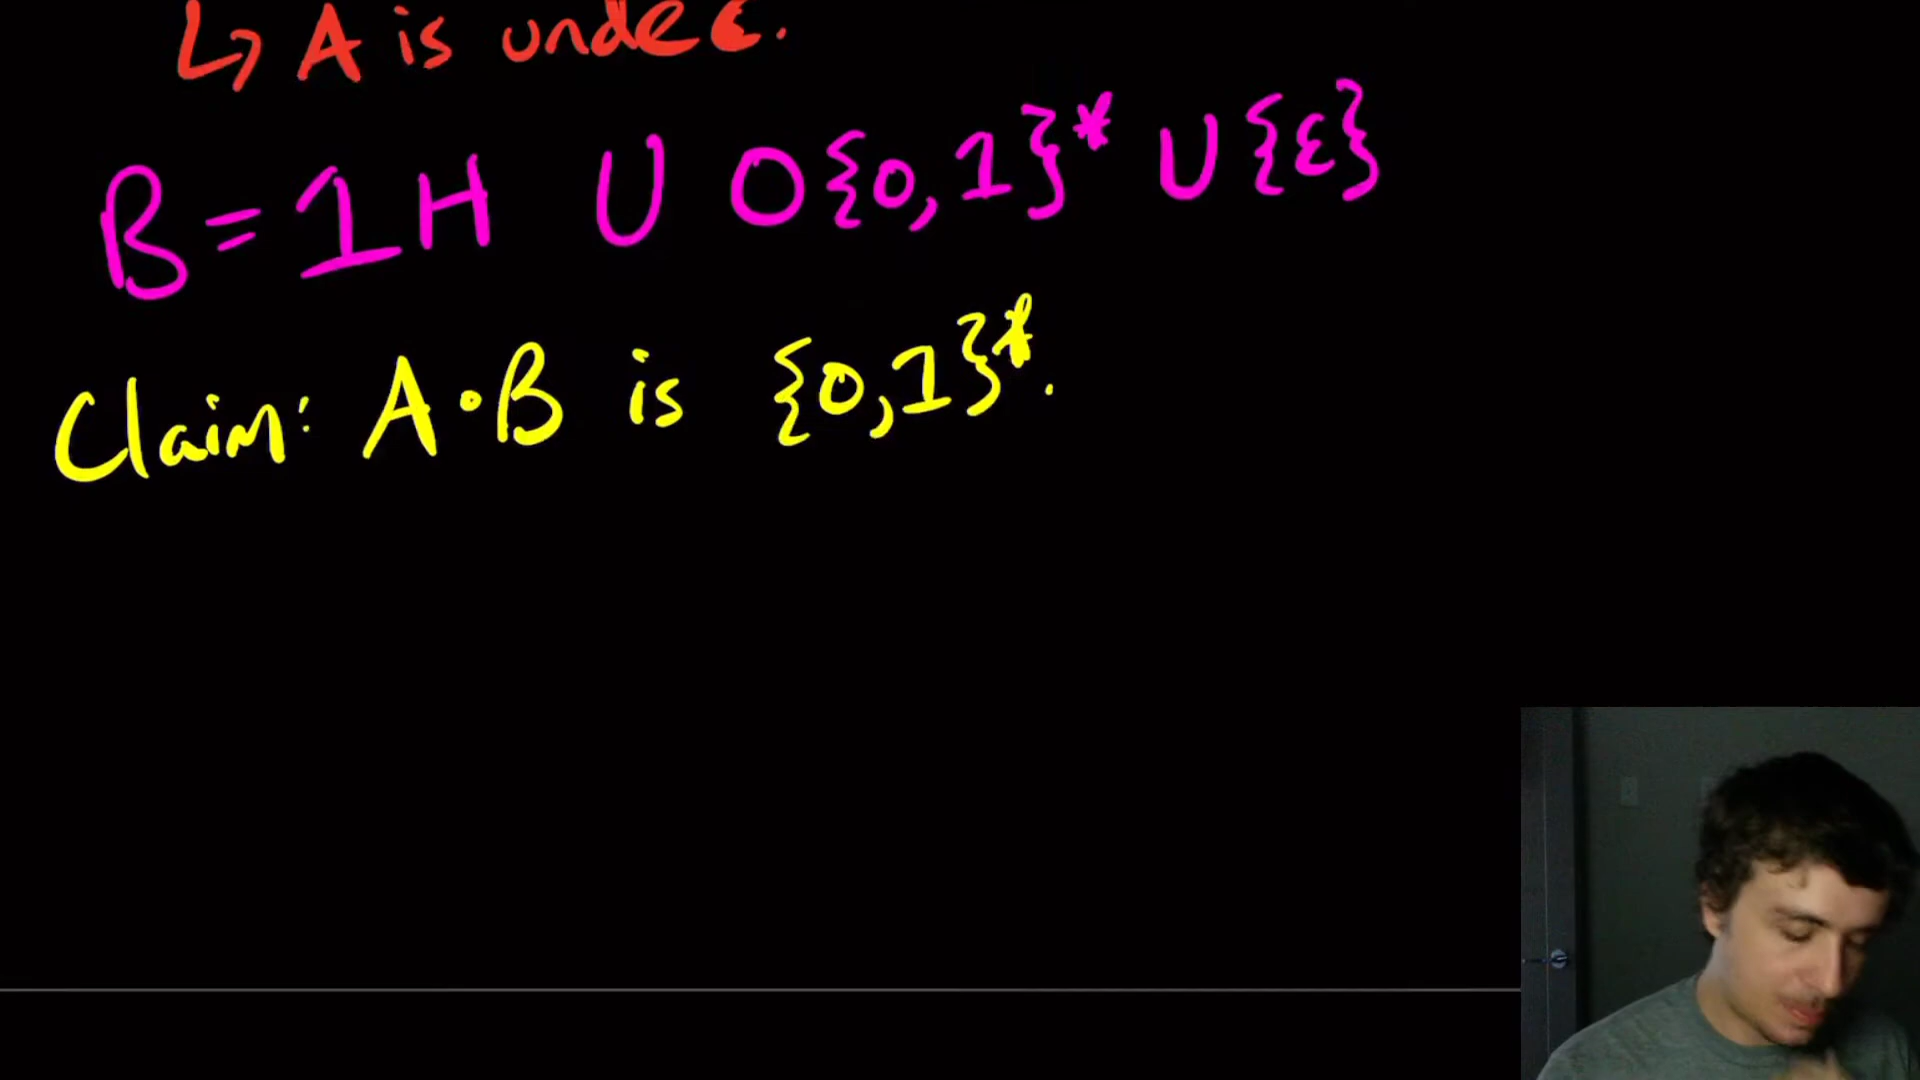 ↳ A is undec.
B = 1H ∪ 0{0,1}* ∪ {ε}
Claim: A·B is {0,1}*.